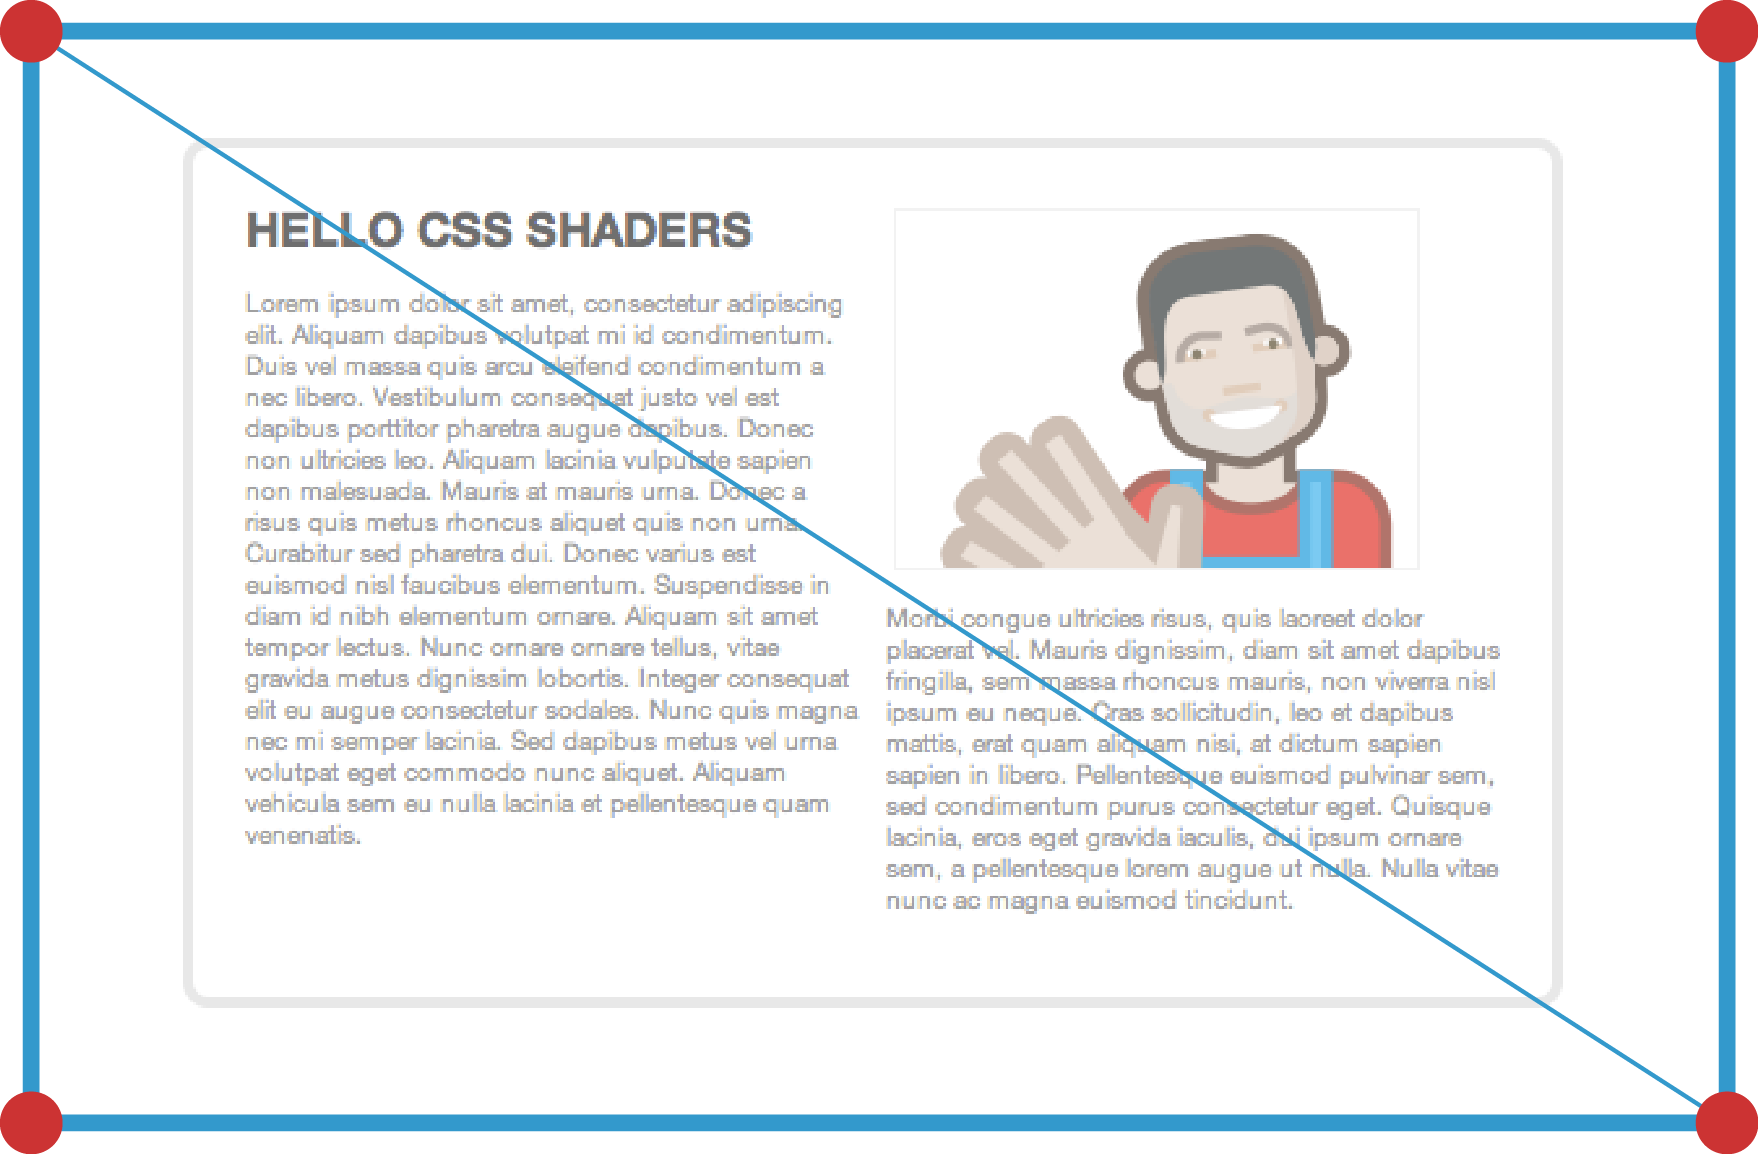 HELLO CSS SHADERS
Lorem ipsum dolor sit amet, consectetur adipiscing
elit. Aliquam dapibus volutpat mi id condimentum.
Duis vel massa quis arcu eleifend condimentum a
nec libero. Vestibulum consequat justo vel est
dapibus porttitor pharetra augue dapibus. Donec
non ultricies leo. Aliquam lacinia vulputate sapien
non malesuada. Mauris at mauris urna. Donec a
risus quis metus rhoncus aliquet quis non urna.
Curabitur sed pharetra dui. Donec varius est
euismod nisl faucibus elementum. Suspendisse in
diam id nibh elementum ornare. Aliquam sit amet
tempor lectus. Nunc ornare ornare tellus, vitae
gravida metus dignissim lobortis. Integer consequat
elit eu augue consectetur sodales. Nunc quis magna
nec mi semper lacinia. Sed dapibus metus vel urna
volutpat eget commodo nunc aliquet. Aliquam
vehicula sem eu nulla lacinia et pellentesque quam
venenatis.
Morbi congue ultricies risus, quis laoreet dolor
placerat vel. Mauris dignissim, diam sit amet dapibus
fringilla, sem massa rhoncus mauris, non viverra nisl
ipsum eu neque. Cras sollicitudin, leo et dapibus
mattis, erat quam aliquam nisi, at dictum sapien
sapien in libero. Pellentesque euismod pulvinar sem,
sed condimentum purus consectetur eget. Quisque
lacinia, eros eget gravida iaculis, dui ipsum ornare
sem, a pellentesque lorem augue ut nulla. Nulla vitae
nunc ac magna euismod tincidunt.